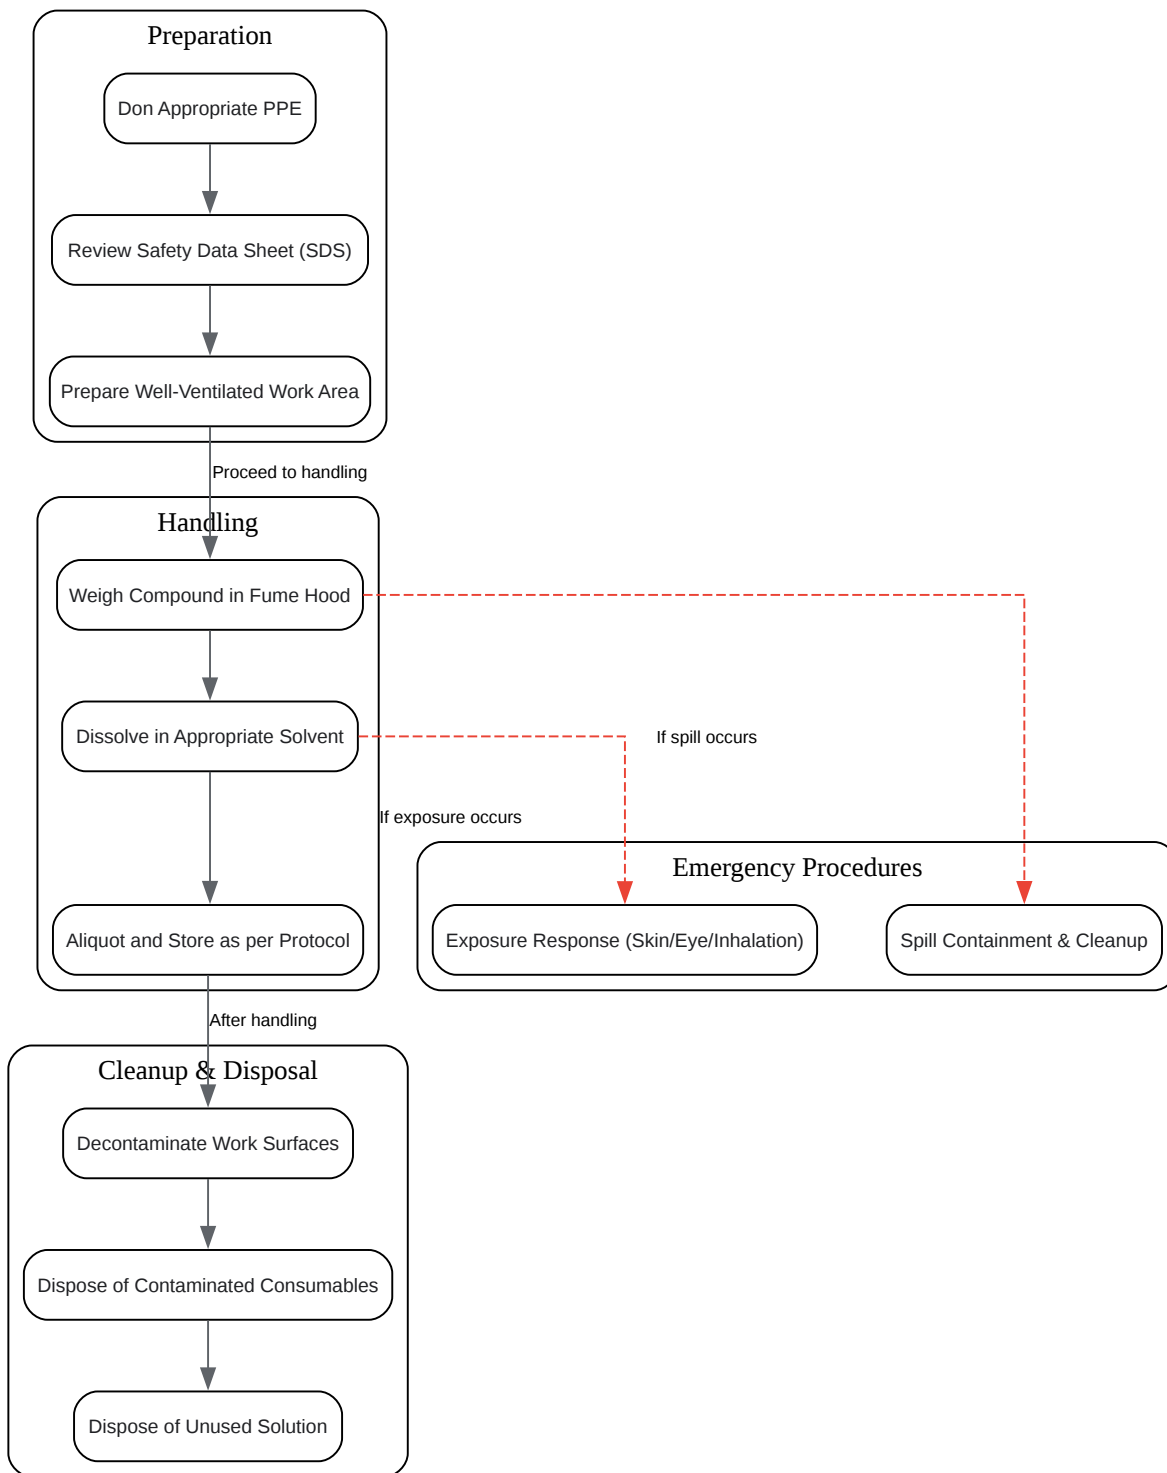 Preparation
Don Appropriate PPE
Review Safety Data Sheet (SDS)
Prepare Well-Ventilated Work Area
Proceed to handling
Handling
Weigh Compound in Fume Hood
Dissolve in Appropriate Solvent
If spill occurs
If exposure occurs
Emergency Procedures
Aliquot and Store as per Protocol
Exposure Response (Skin/Eye/Inhalation)
Spill Containment & Cleanup
After handling
Cleanup & Disposal
Decontaminate Work Surfaces
Dispose of Contaminated Consumables
Dispose of Unused Solution